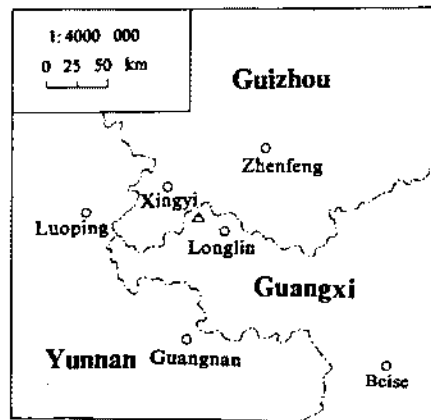 1:4000 000
0 25 50 km
Guizhou
Zhenfeng
Xingyi
Luoping
Longlin
Guangxi
Yunnan
Guangnan
Beise